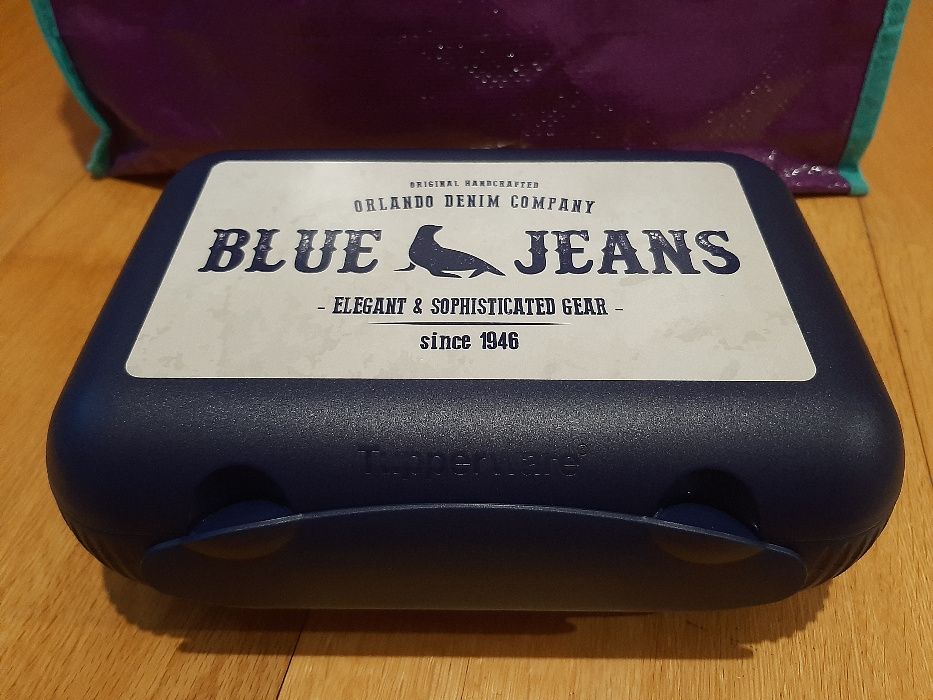 ORIGINAL HANDCRAFTED
ORLANDO DENIM COMPANY
BLUE JEANS
- ELEGANT & SOPHISTICATED GEAR -
since 1946
Tupperware®